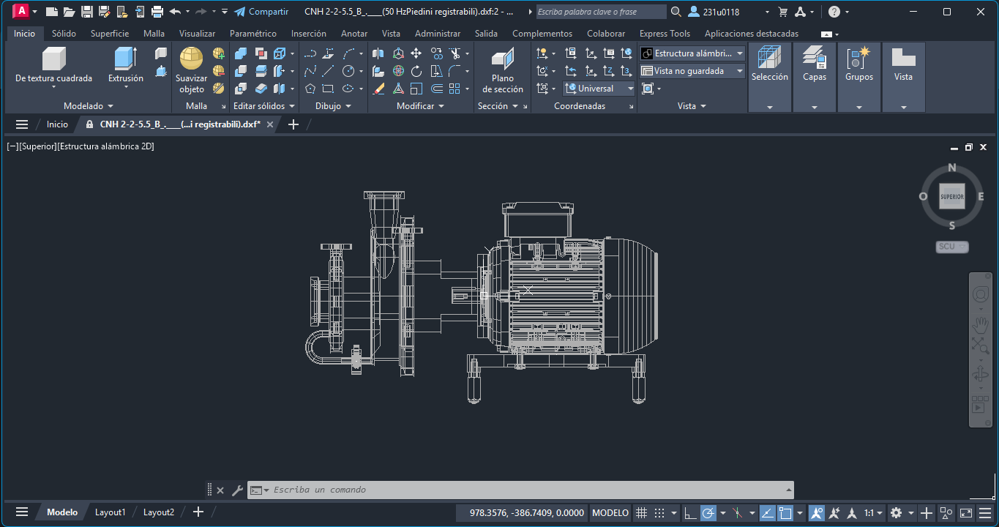 A Compartir CNH 2-2-5.5_B_.___(50 HzPiedini registrabili).dxf:2 - ... Escriba palabra clave o frase 231u0118
Inicio Sólido Superficie Malla Visualizar Paramétrico Inserción Anotar Vista Administrar Salida Complementos Colaborar Express Tools Aplicaciones destacadas
De textura cuadrada Extrusión Suavizar objeto Plano de sección Universal Estructura alámbri... Vista no guardada Selección Capas Grupos Vista
Modelado Malla Editar sólidos Dibujo Modificar Sección Coordenadas Vista
Inicio CNH 2-2-5.5_B_.___(...i registrabili).dxf*
[−][Superior][Estructura alámbrica 2D]
N
O SUPERIOR E
S
SCU
Escriba un comando
Modelo Layout1 Layout2 978.3576, -386.7409, 0.0000 MODELO 1:1